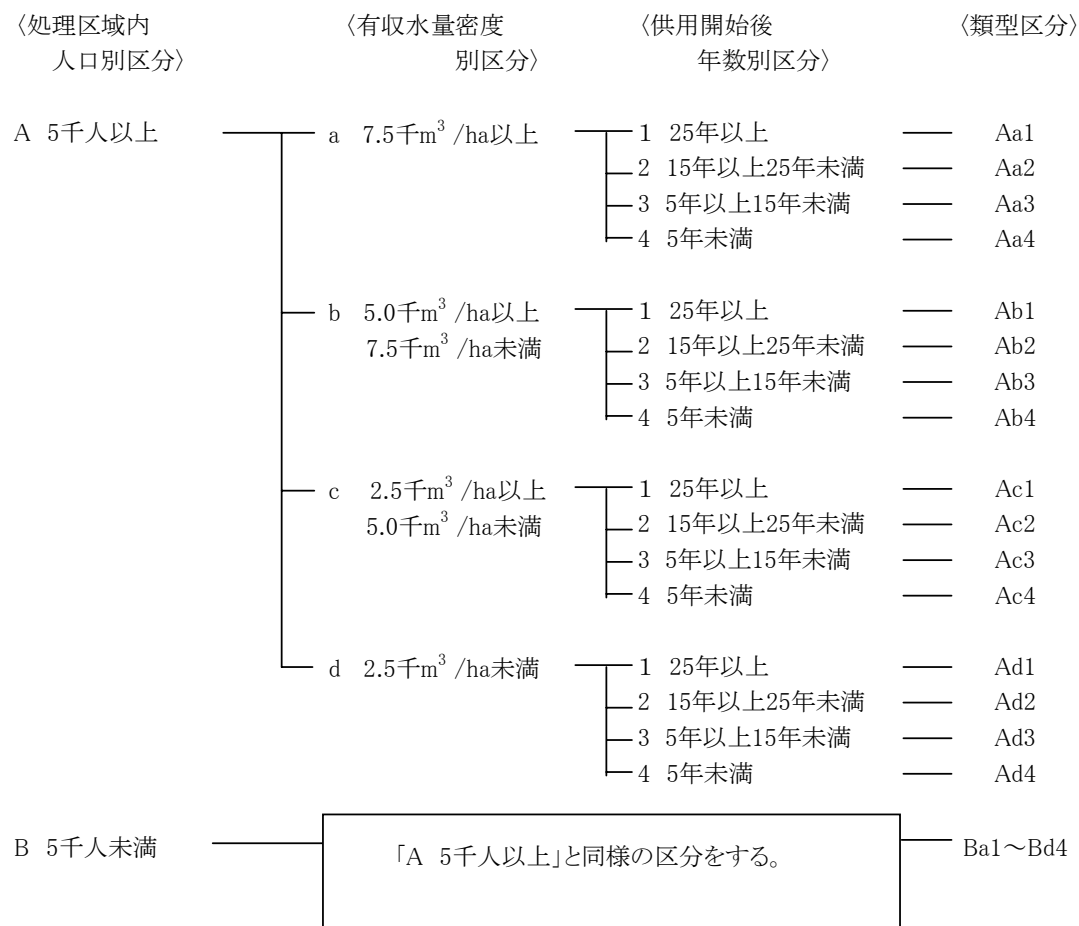 〈処理区域内 〈有収水量密度 〈供用開始後 〈類型区分〉
人口別区分〉 別区分〉 年数別区分〉
A 5千人以上 a 7.5千m³/ha以上 1 25年以上 Aa1
2 15年以上25年未満 Aa2
3 5年以上15年未満 Aa3
4 5年未満 Aa4
b 5.0千m³/ha以上 1 25年以上 Ab1
7.5千m³/ha未満 2 15年以上25年未満 Ab2
3 5年以上15年未満 Ab3
4 5年未満 Ab4
c 2.5千m³/ha以上 1 25年以上 Ac1
5.0千m³/ha未満 2 15年以上25年未満 Ac2
3 5年以上15年未満 Ac3
4 5年未満 Ac4
d 2.5千m³/ha未満 1 25年以上 Ad1
2 15年以上25年未満 Ad2
3 5年以上15年未満 Ad3
4 5年未満 Ad4
B 5千人未満 「A 5千人以上」と同様の区分をする。 Ba1～Bd4